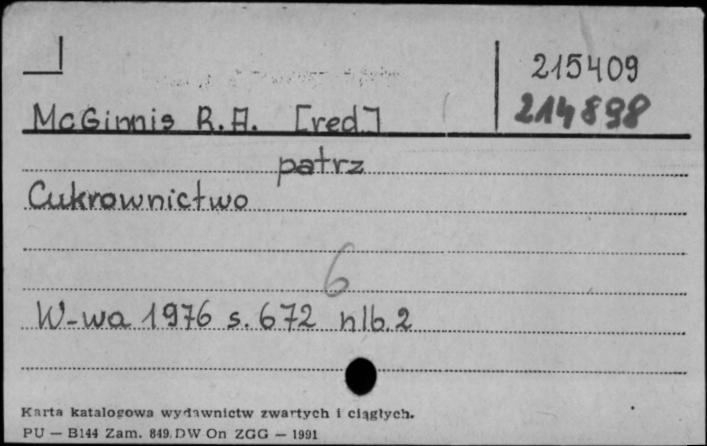 215409
214898
McGinnis R.A. [red.]
patrz
Cukrownictwo
6
W-wa 1976 s. 672 nlb. 2
Karta katalogowa wydawnictw zwartych i ciągłych.
PU — B144 Zam. 849. DW On ZGG — 1991